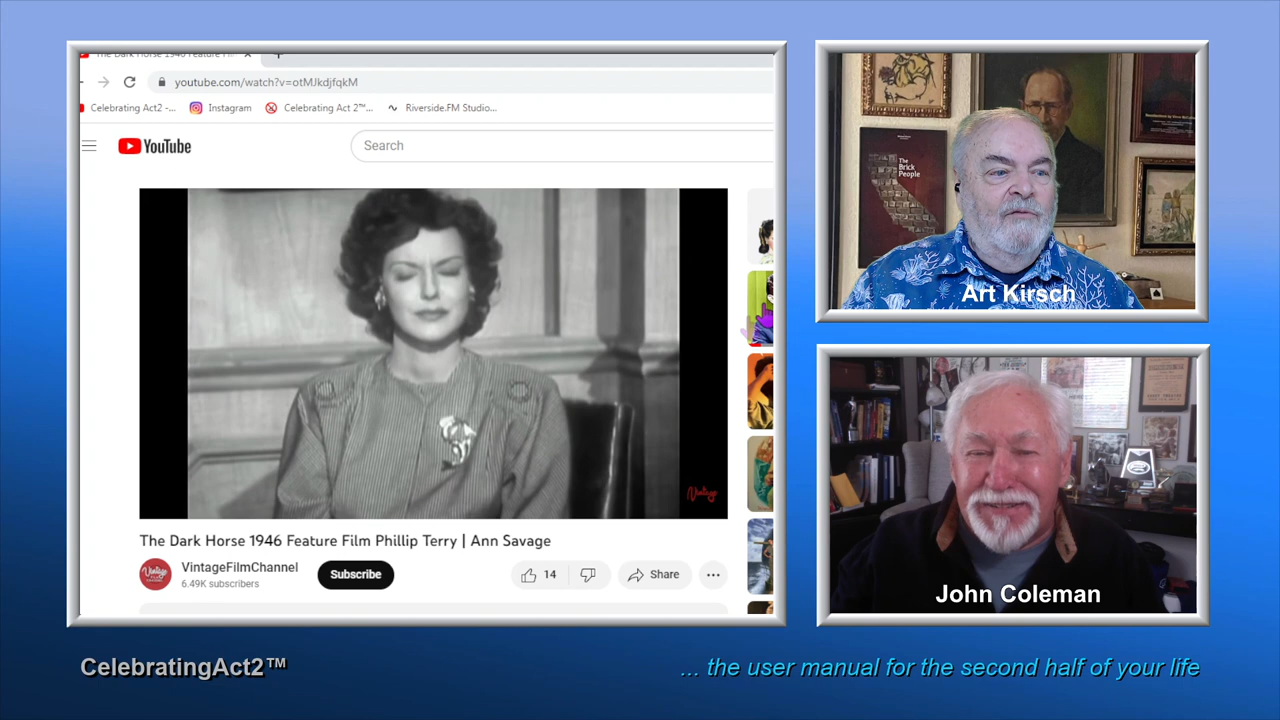 The Dark Horse 1946 Feature Fi...
youtube.com/watch?v=otMJkdjfqkM
Celebrating Act2 -...
Instagram
Celebrating Act 2™...
Riverside.FM Studio...
YouTube
Search
Vintage
The Dark Horse 1946 Feature Film Phillip Terry | Ann Savage
VintageFilmChannel
6.49K subscribers
Subscribe
14
Share
The
Brick
People
Art Kirsch
John Coleman
CelebratingAct2™
... the user manual for the second half of your life